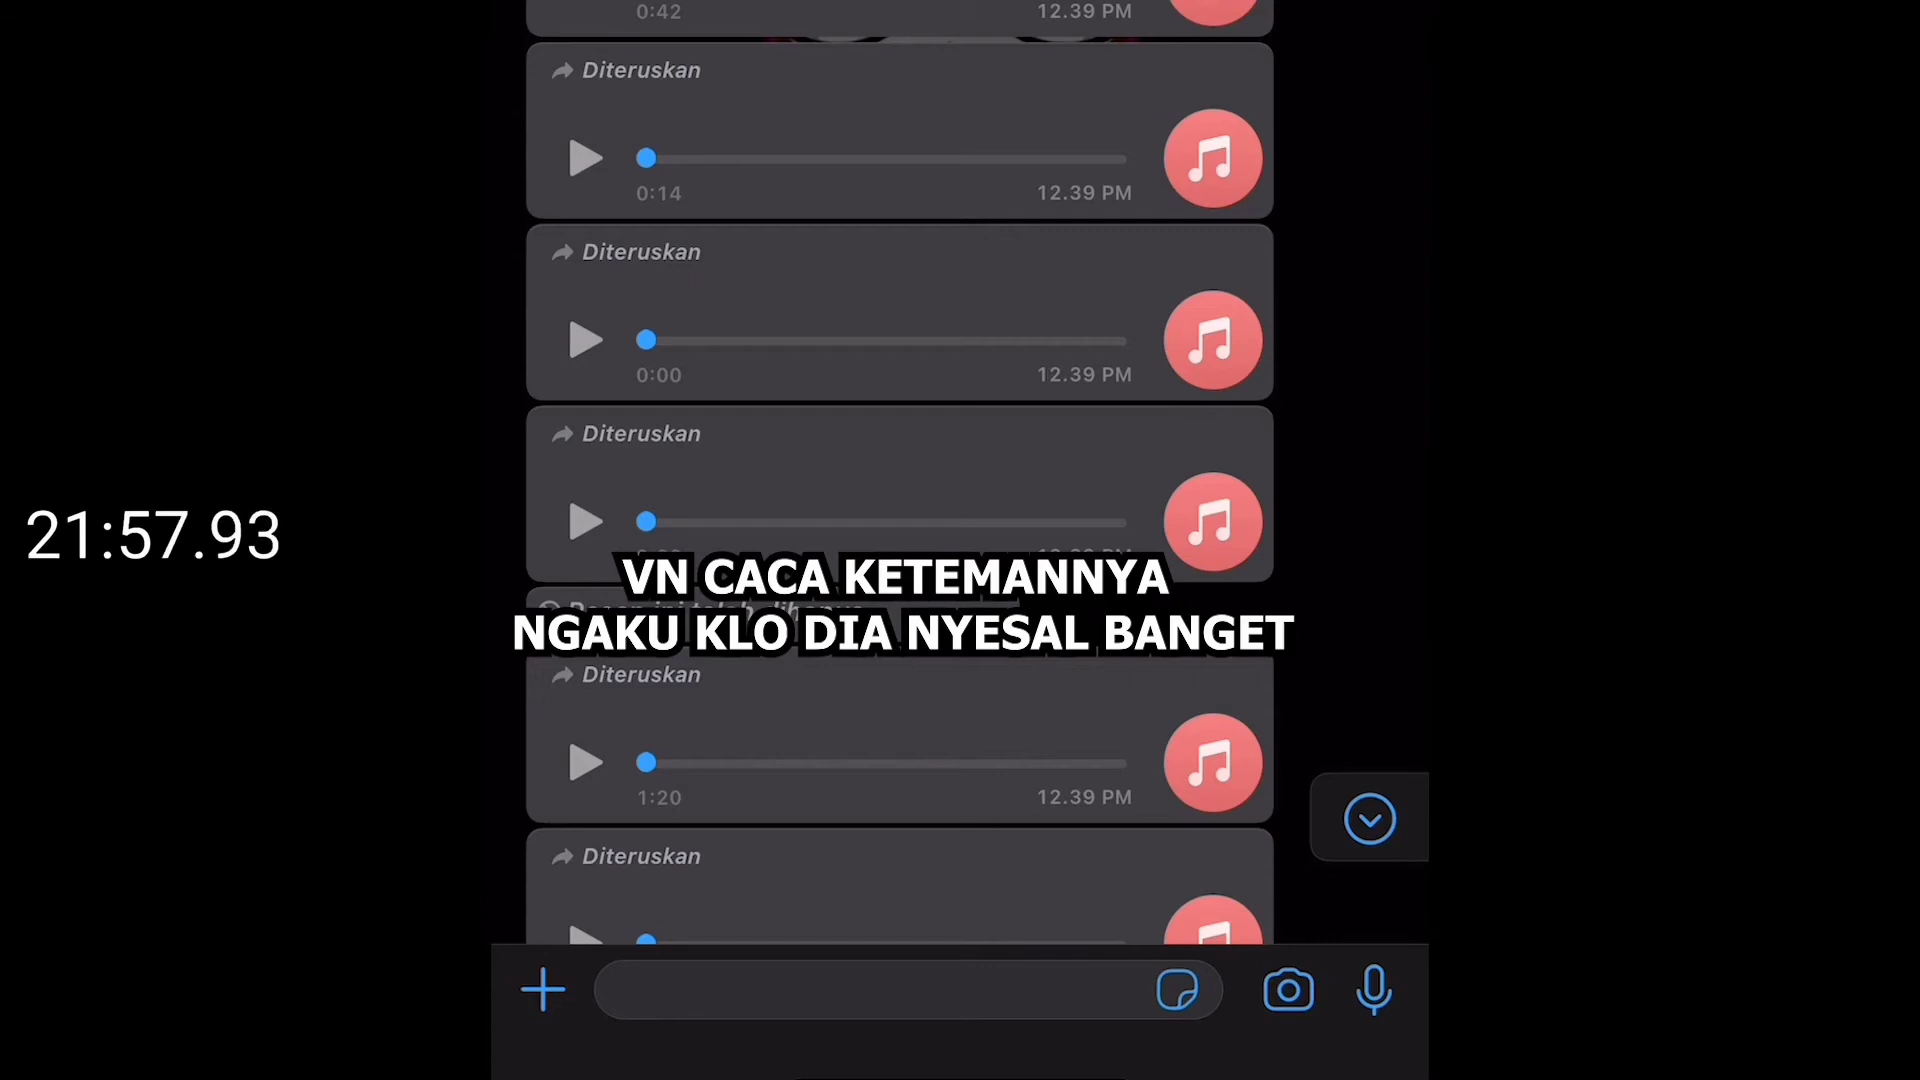 0:42 12.39 PM
Diteruskan
0:14 12.39 PM
Diteruskan
0:00 12.39 PM
Diteruskan
21:57.93
VN CACA KETEMANNYA
NGAKU KLO DIA NYESAL BANGET
Diteruskan
1:20 12.39 PM
Diteruskan